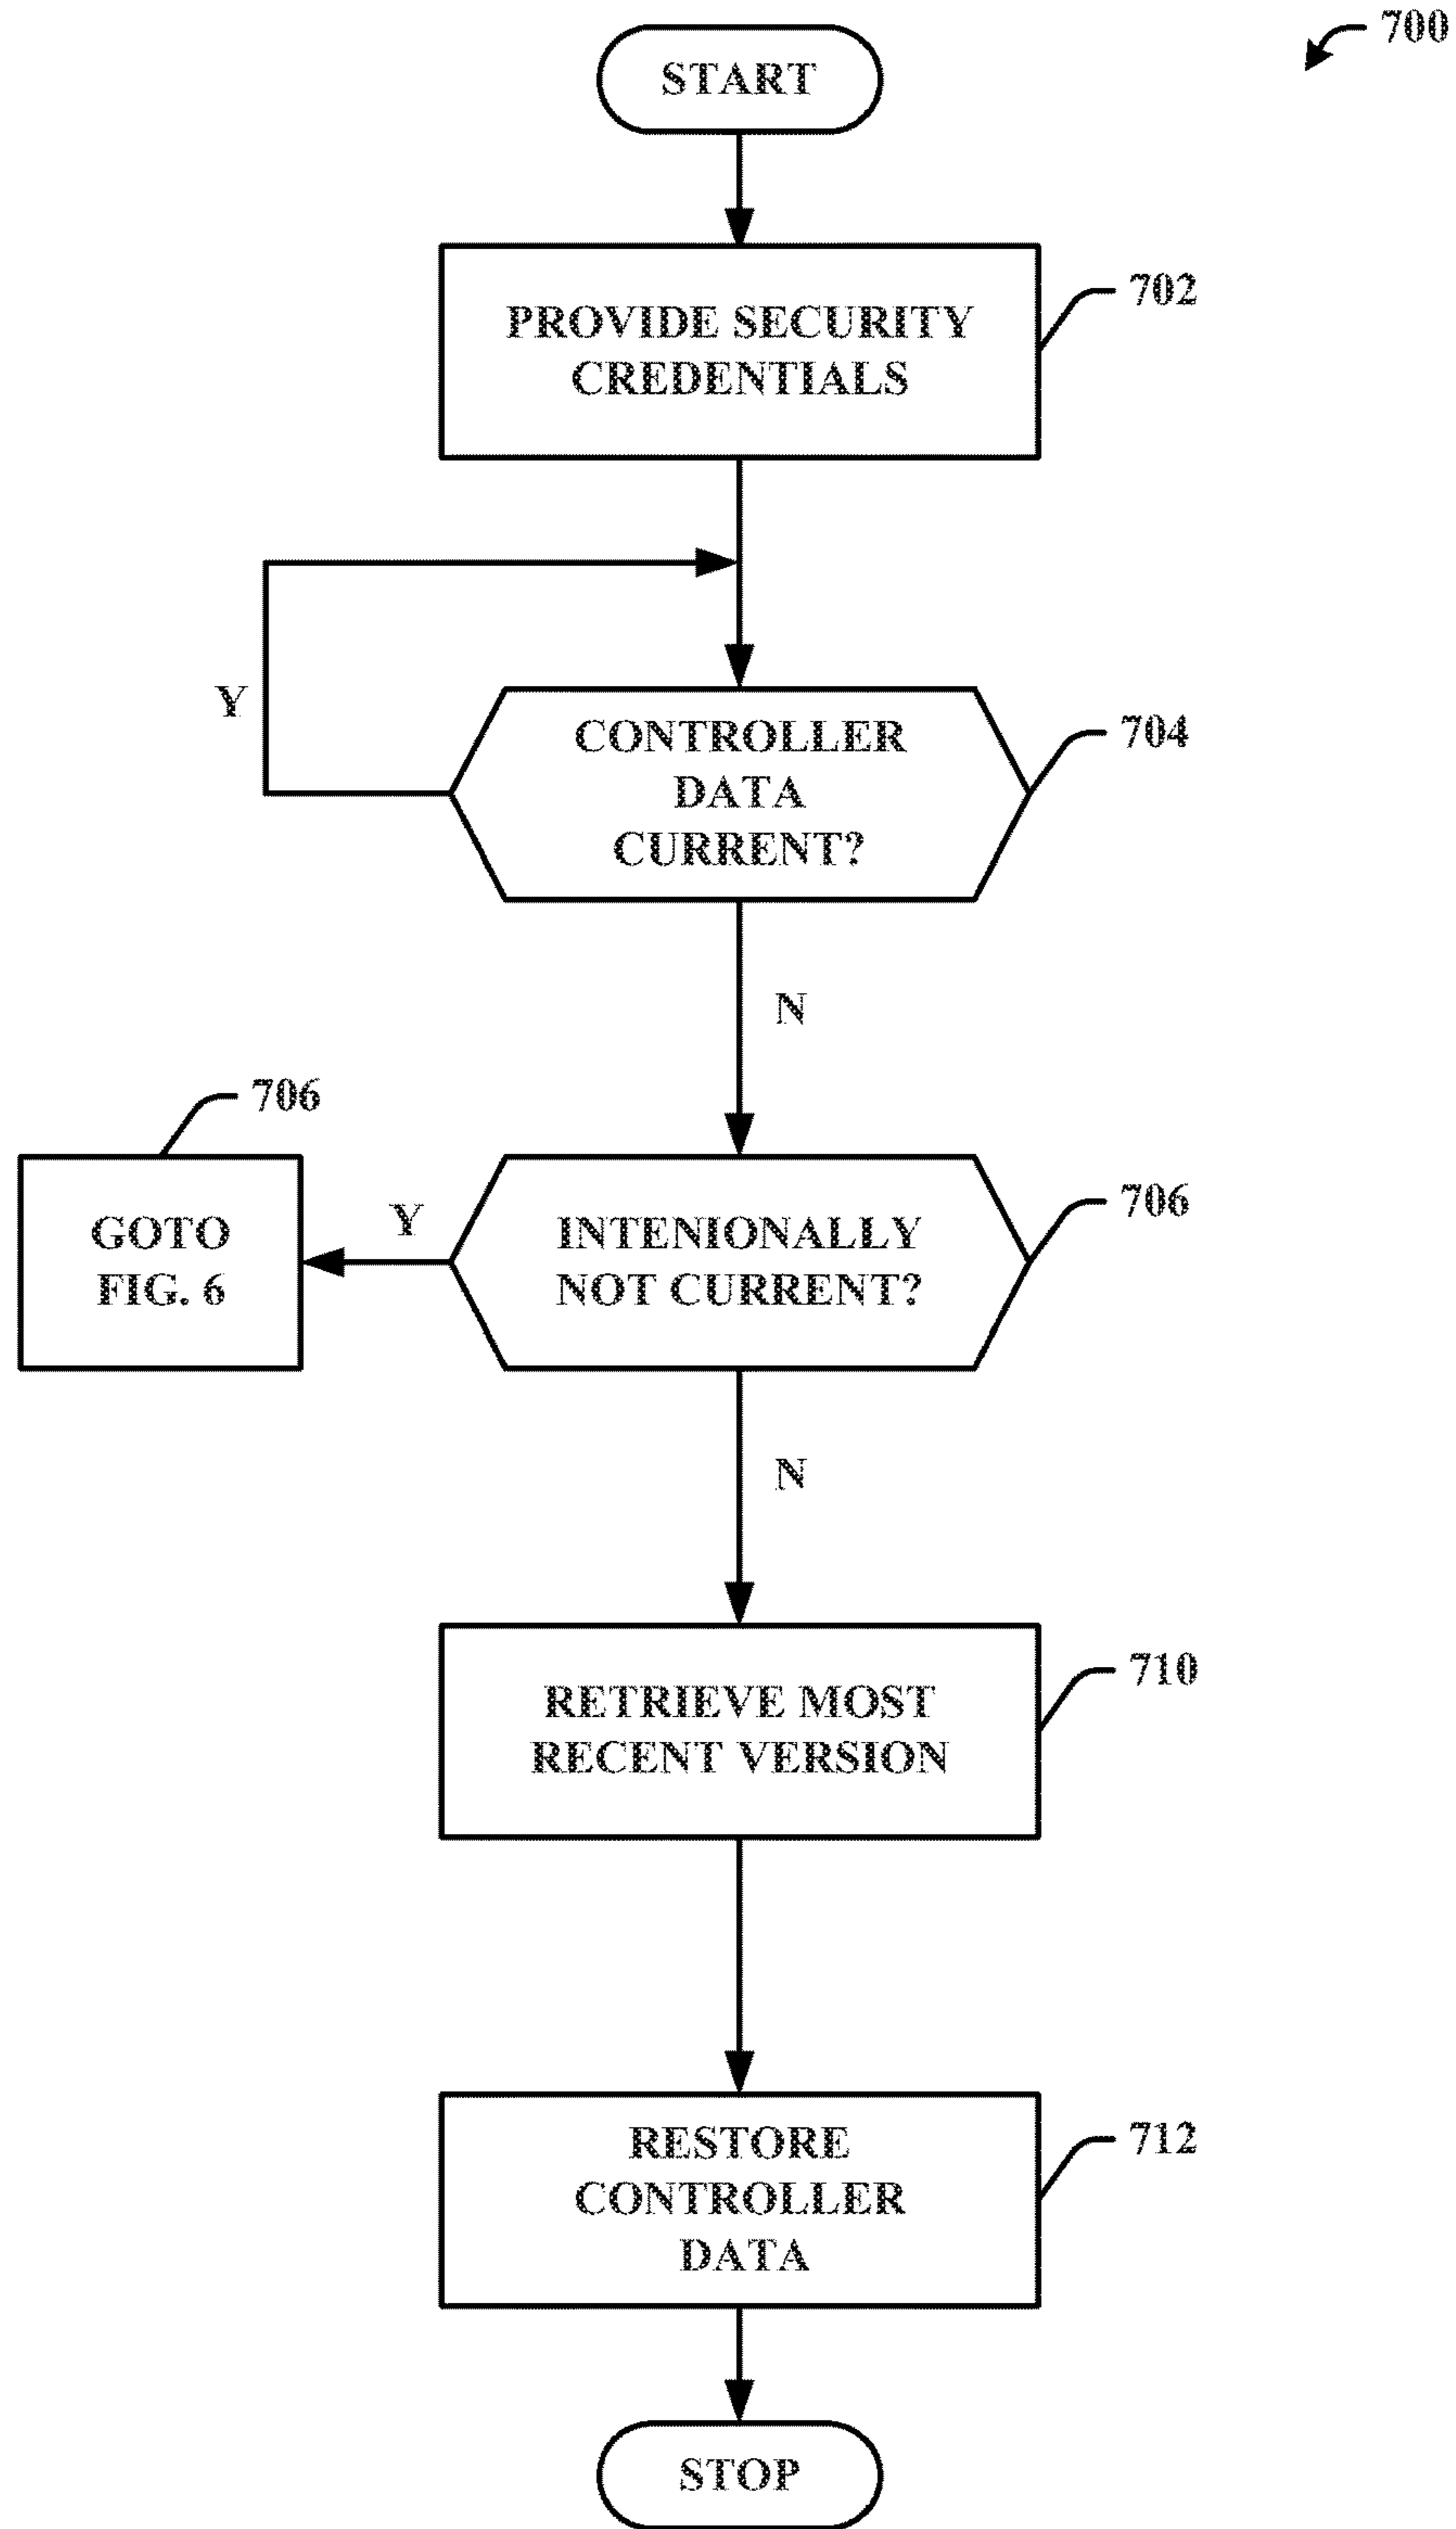 700
START
PROVIDE SECURITY
CREDENTIALS
702
Y
CONTROLLER
DATA
CURRENT?
704
N
706
GOTO
FIG. 6
Y
INTENIONALLY
NOT CURRENT?
706
N
RETRIEVE MOST
RECENT VERSION
710
RESTORE
CONTROLLER
DATA
712
STOP